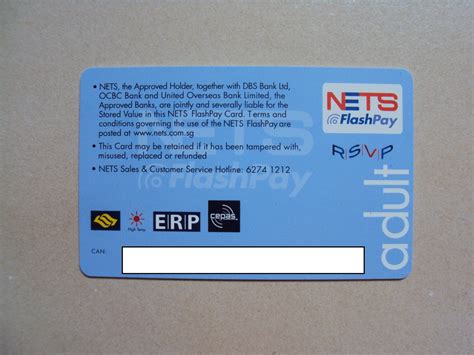 • NETS, the Approved Holder, together with DBS Bank Ltd,
OCBC Bank and United Overseas Bank Limited, the
Approved Banks, are jointly and severally liable for the
Stored Value in this NETS FlashPay Card. Terms and
conditions governing the use of the NETS FlashPay are
posted at www.nets.com.sg
• This Card may be retained if it has been tampered with,
misused, replaced or refunded
• NETS Sales & Customer Service Hotline: 6274 1212
NETS
FlashPay
NETS
FlashPay
RSVP
adult
High Temp
ERP
cepas
CAN: